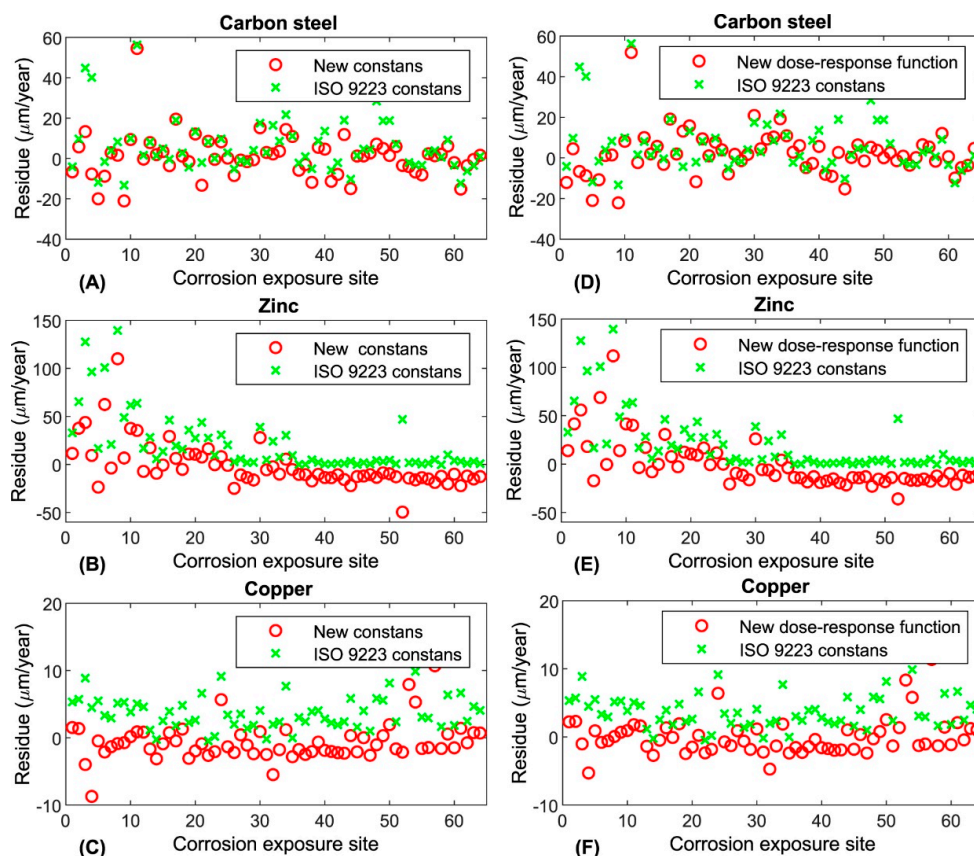 Carbon steel
60
40
20
0
-20
-40
Residue (μm/year)
New constans
ISO 9223 constans
0 10 20 30 40 50 60
Corrosion exposure site
(A)
Zinc
150
100
50
0
-50
Residue (μm/year)
New constans
ISO 9223 constans
0 10 20 30 40 50 60
Corrosion exposure site
(B)
Copper
20
10
0
-10
Residue (μm/year)
New constans
ISO 9223 constans
0 10 20 30 40 50 60
Corrosion exposure site
(C)
Carbon steel
60
40
20
0
-20
-40
Residue (μm/year)
New dose-response function
ISO 9223 constans
0 10 20 30 40 50 60
Corrosion exposure site
(D)
Zinc
150
100
50
0
-50
Residue (μm/year)
New dose-response function
ISO 9223 constans
0 10 20 30 40 50 60
Corrosion exposure site
(E)
Copper
20
10
0
-10
Residue (μm/year)
New dose-response function
ISO 9223 constans
0 10 20 30 40 50 60
Corrosion exposure site
(F)